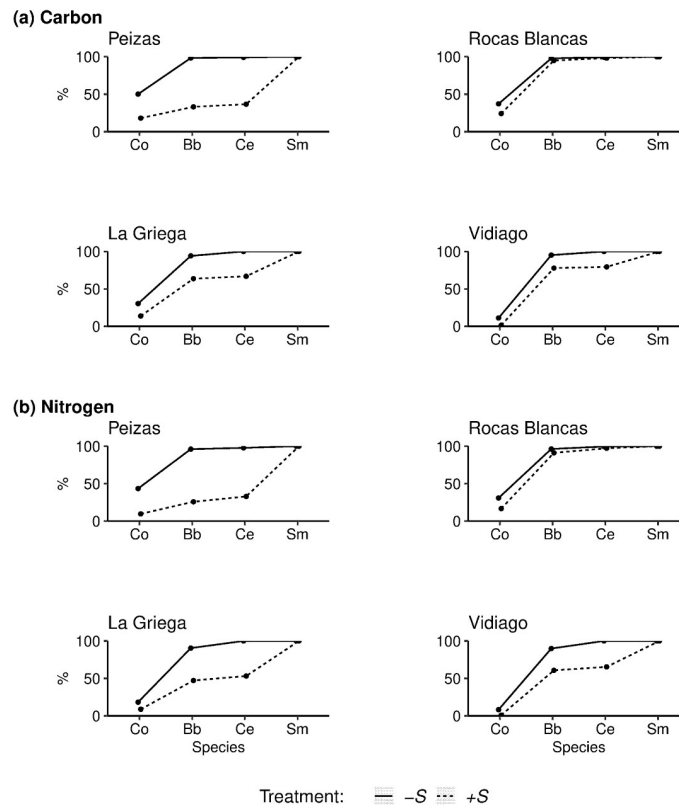 (a) Carbon
Peizas
Rocas Blancas
100
50
0
%
Co Bb Ce Sm
100
50
0
Co Bb Ce Sm
La Griega
Vidiago
100
50
0
%
Co Bb Ce Sm
100
50
0
Co Bb Ce Sm
(b) Nitrogen
Peizas
Rocas Blancas
100
50
0
%
Co Bb Ce Sm
100
50
0
Co Bb Ce Sm
La Griega
Vidiago
100
50
0
%
Co Bb Ce Sm
Species
100
50
0
Co Bb Ce Sm
Species
Treatment: −S +S